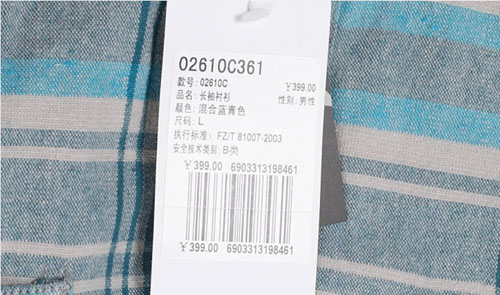 02610C361
款号: 02610C ￥399.00
品名: 长袖衬衫 性别: 男性
颜色: 混合蓝青色
尺码: L
执行标准: FZ/T 81007-2003
安全技术类别: B类
￥399.00 6903313198461
￥399.00 6903313198461